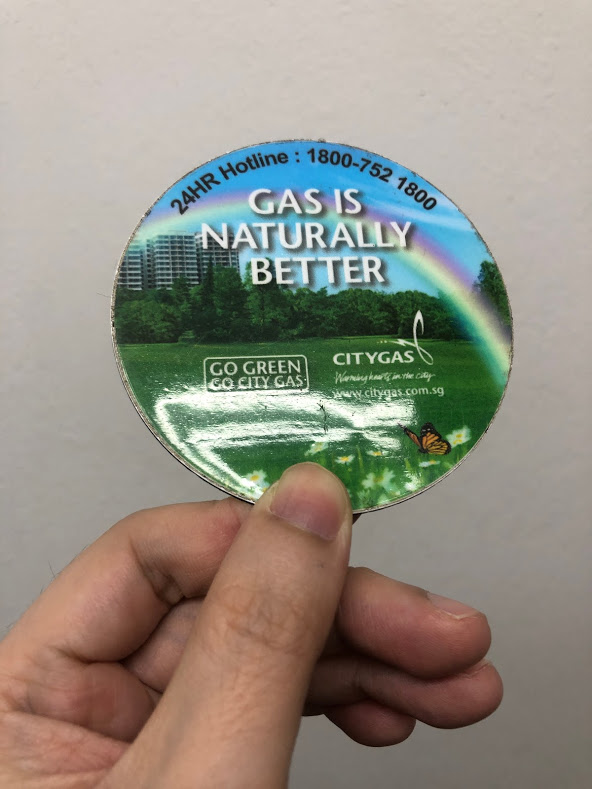 24HR Hotline : 1800-752 1800
GAS IS
NATURALLY
BETTER
GO GREEN
GO CITY GAS
CITYGAS
Warming hearts in the city
www.citygas.com.sg